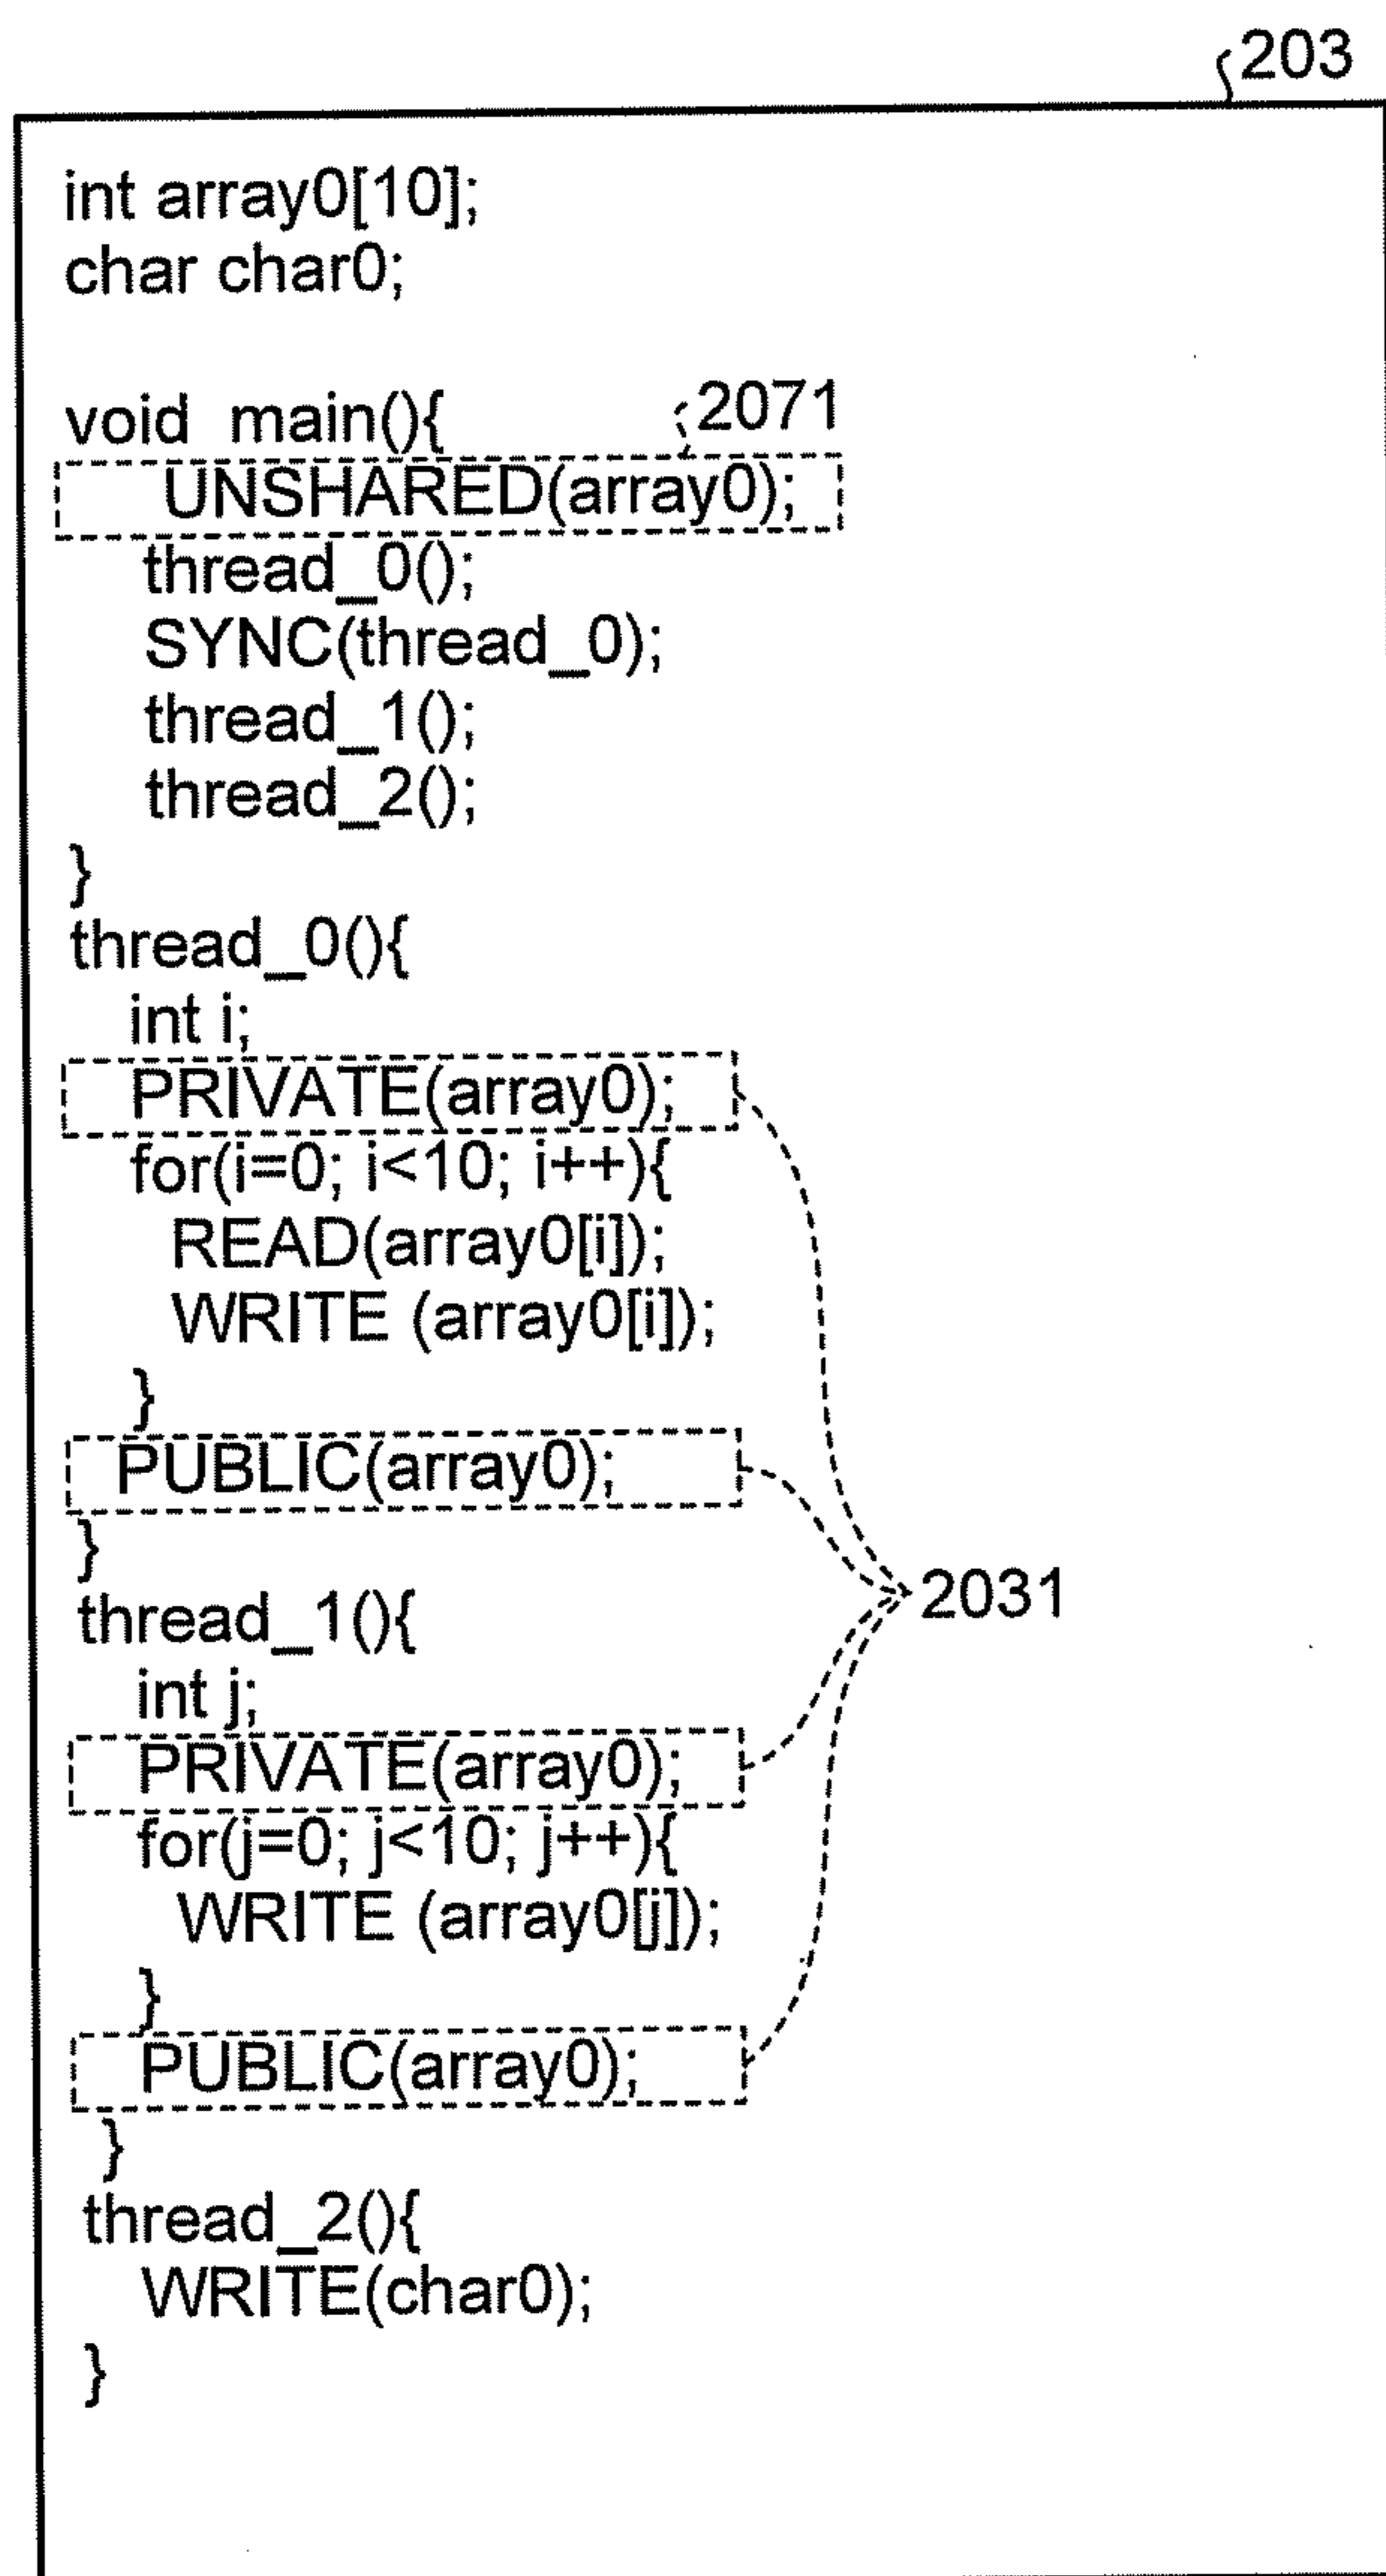 203
int array0[10];
char char0;
void main(){
2071
UNSHARED(array0);
thread_0();
SYNC(thread_0);
thread_1();
thread_2();
}
thread_0(){
int i;
PRIVATE(array0);
for(i=0; i<10; i++){
READ(array0[i]);
WRITE (array0[i]);
}
PUBLIC(array0);
}
2031
thread_1(){
int j;
PRIVATE(array0);
for(j=0; j<10; j++){
WRITE (array0[j]);
}
PUBLIC(array0);
}
thread_2(){
WRITE(char0);
}